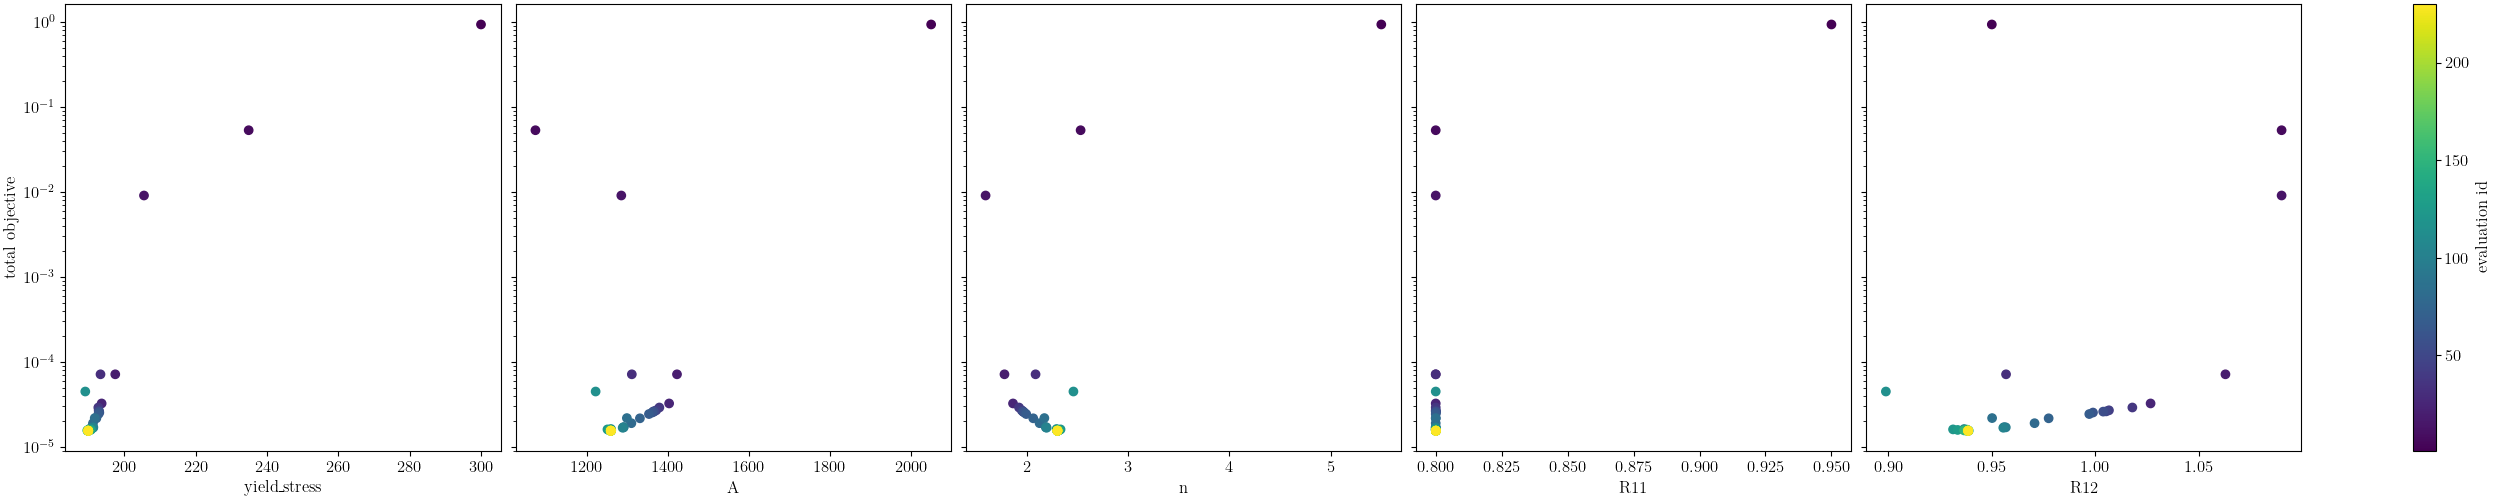 total objective
10⁰
10⁻¹
10⁻²
10⁻³
10⁻⁴
10⁻⁵
200 220 240 260 280 300
yield_stress
1200 1400 1600 1800 2000
A
2 3 4 5
n
0.800 0.825 0.850 0.875 0.900 0.925 0.950
R11
0.90 0.95 1.00 1.05
R12
200
150
100
50
evaluation id